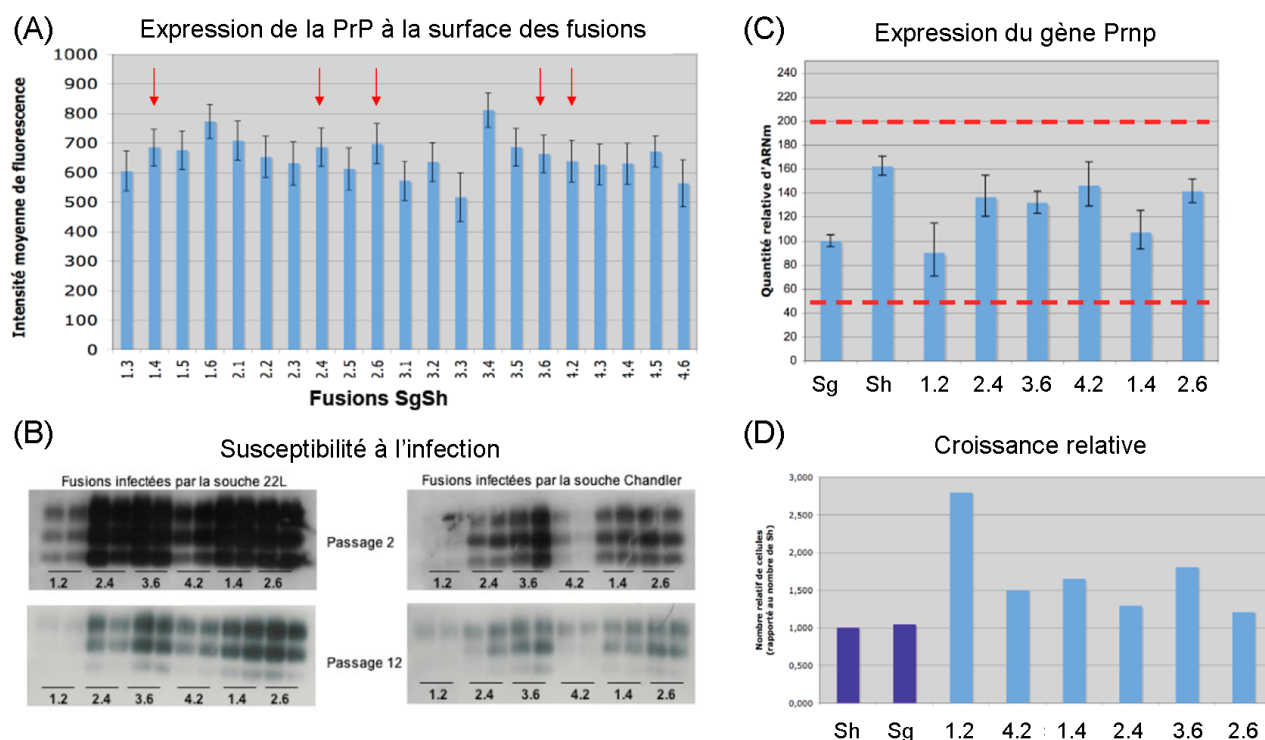 (A) Expression de la PrP à la surface des fusions
Intensité moyenne de fluorescence
1000
900
800
700
600
500
400
300
200
100
0
1.3 1.4 1.5 1.6 2.1 2.2 2.3 2.4 2.5 2.6 3.1 3.2 3.3 3.4 3.5 3.6 4.2 4.3 4.4 4.5 4.6
Fusions SgSh
(B) Susceptibilité à l'infection
Fusions infectées par la souche 22L
Fusions infectées par la souche Chandler
1.2 2.4 3.6 4.2 1.4 2.6
Passage 2
1.2 2.4 3.6 4.2 1.4 2.6
1.2 2.4 3.6 4.2 1.4 2.6
Passage 12
1.2 2.4 3.6 4.2 1.4 2.6
(C) Expression du gène Prnp
Quantité relative d'ARNm
240
220
200
180
160
140
120
100
80
60
40
20
0
Sg Sh 1.2 2.4 3.6 4.2 1.4 2.6
(D) Croissance relative
Nombre relatif de cellules
(rapporté au nombre de Sh)
3,000
2,500
2,000
1,500
1,000
0,500
0,000
Sh Sg 1.2 4.2 1.4 2.4 3.6 2.6